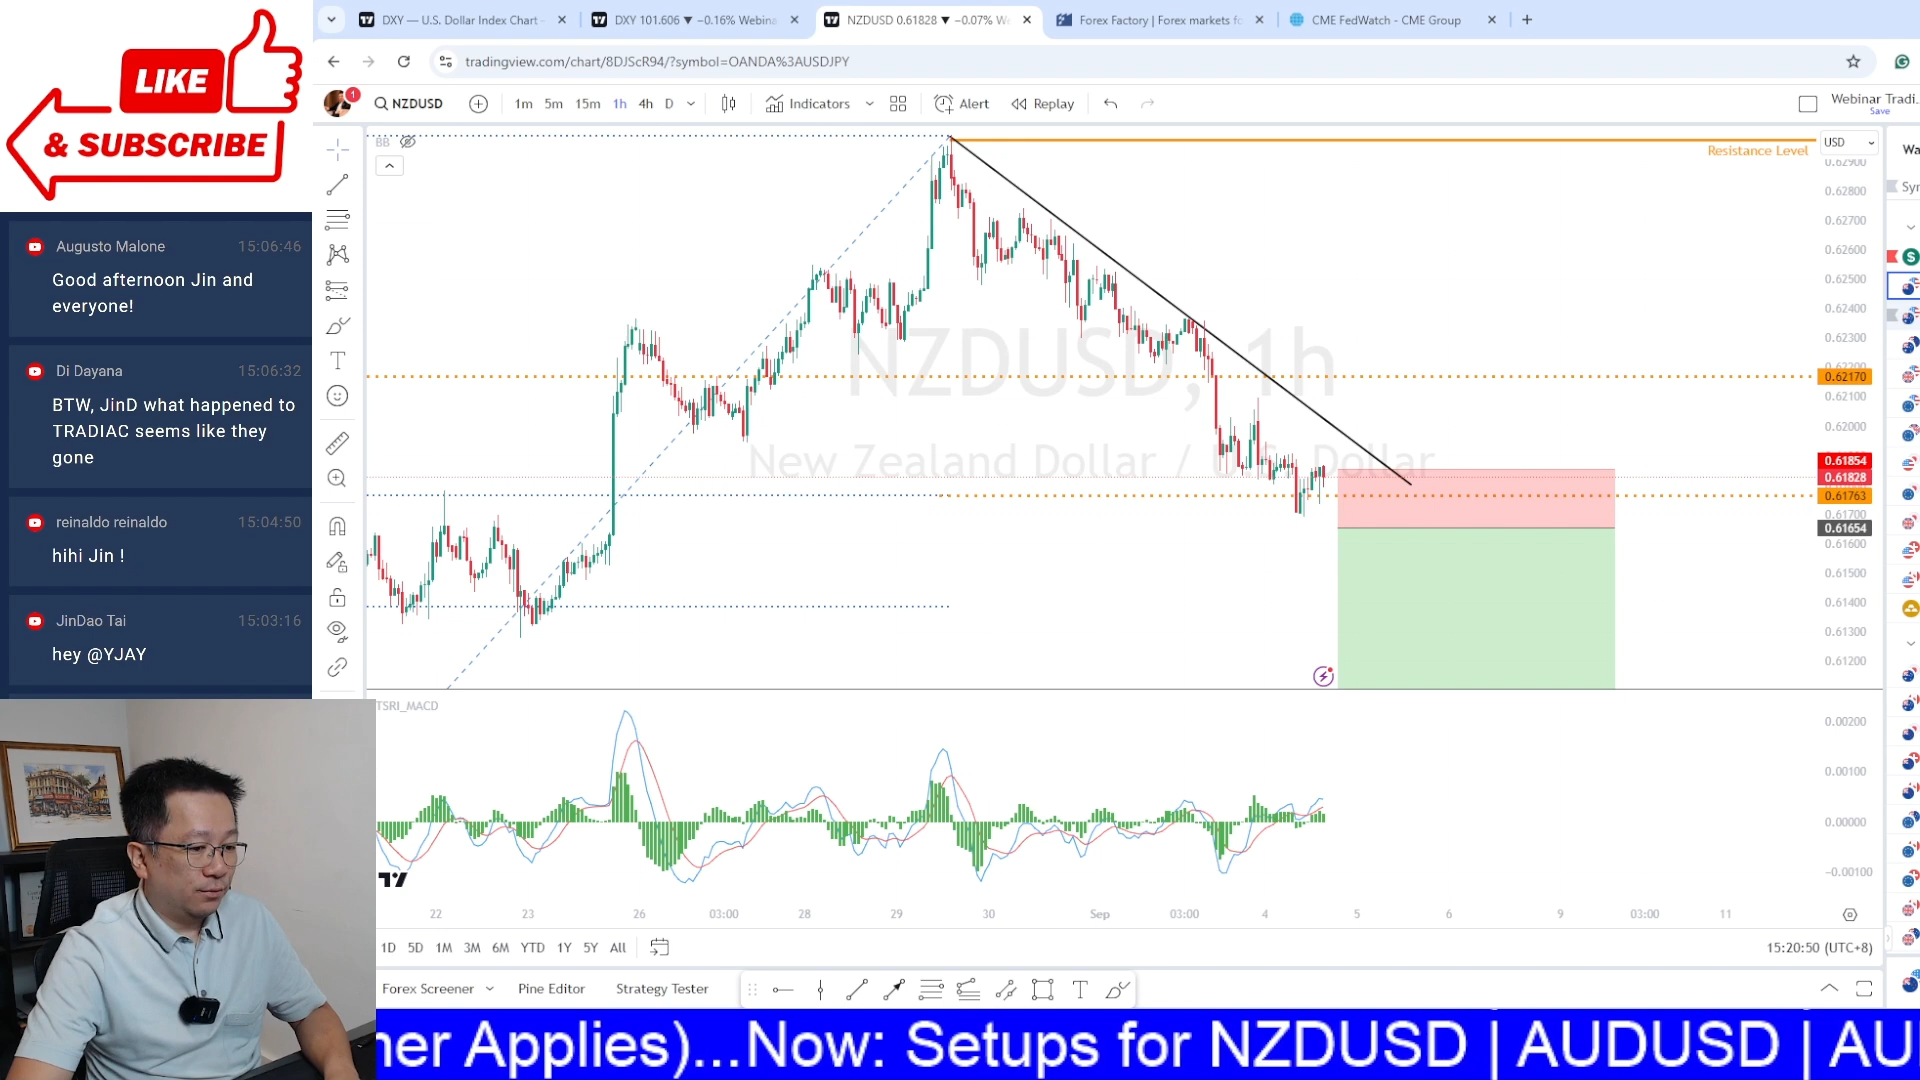 LIKE
& SUBSCRIBE
Augusto Malone 15:06:46
Good afternoon Jin and
everyone!
Di Dayana 15:06:32
BTW, JinD what happened to
TRADIAC seems like they
gone
reinaldo reinaldo 15:04:50
hihi Jin !
JinDao Tai 15:03:16
hey @YJAY
DXY — U.S. Dollar Index Chart
DXY 101.606 ▼ −0.16% Webina
NZDUSD 0.61828 ▼ −0.07% We
Forex Factory | Forex markets fo
CME FedWatch - CME Group
tradingview.com/chart/8DJScR94/?symbol=OANDA%3AUSDJPY
1
NZDUSD
1m 5m 15m 1h 4h D
Indicators
Alert
Replay
Webinar Tradi...
Save
BB
USD
Wa
Syr
Resistance Level
NZDUSD, 1h
New Zealand Dollar / U.S. Dollar
0.62900
0.62800
0.62700
0.62600
0.62500
0.62400
0.62300
0.62170
0.62100
0.62000
0.61854
0.61828
0.61763
0.61700
0.61654
0.61600
0.61500
0.61400
0.61300
0.61200
TSRI_MACD
0.00200
0.00100
0.00000
−0.00100
22 23 26 03:00 28 29 30 Sep 03:00 4 5 6 9 03:00 11
1D 5D 1M 3M 6M YTD 1Y 5Y All
15:20:50 (UTC+8)
Forex Screener
Pine Editor
Strategy Tester
ner Applies)...Now: Setups for NZDUSD | AUDUSD | AU